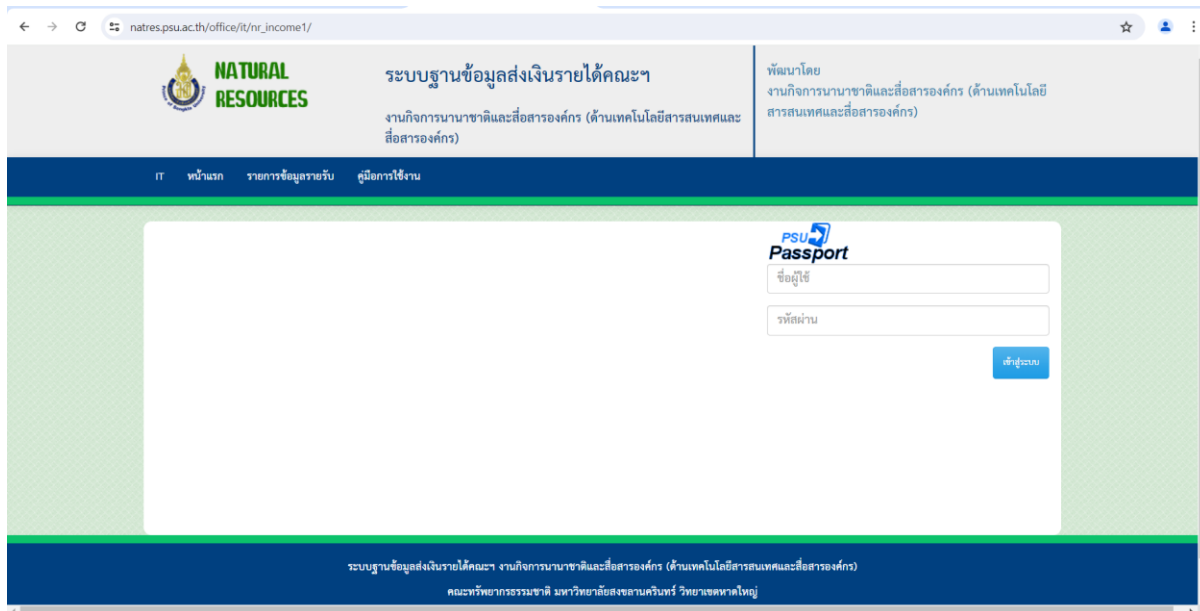 natres.psu.ac.th/office/it/nr_income1/
NATURAL
RESOURCES
ระบบฐานข้อมูลส่งเงินรายได้คณะฯ
งานกิจการนานาชาติและสื่อสารองค์กร (ด้านเทคโนโลยีสารสนเทศและ
สื่อสารองค์กร)
พัฒนาโดย
งานกิจการนานาชาติและสื่อสารองค์กร (ด้านเทคโนโลยี
สารสนเทศและสื่อสารองค์กร)
IT หน้าแรก รายการข้อมูลรายรับ คู่มือการใช้งาน
PSU
Passport
ชื่อผู้ใช้
รหัสผ่าน
เข้าสู่ระบบ
ระบบฐานข้อมูลส่งเงินรายได้คณะฯ งานกิจการนานาชาติและสื่อสารองค์กร (ด้านเทคโนโลยีสารสนเทศและสื่อสารองค์กร)
คณะทรัพยากรธรรมชาติ มหาวิทยาลัยสงขลานครินทร์ วิทยาเขตหาดใหญ่